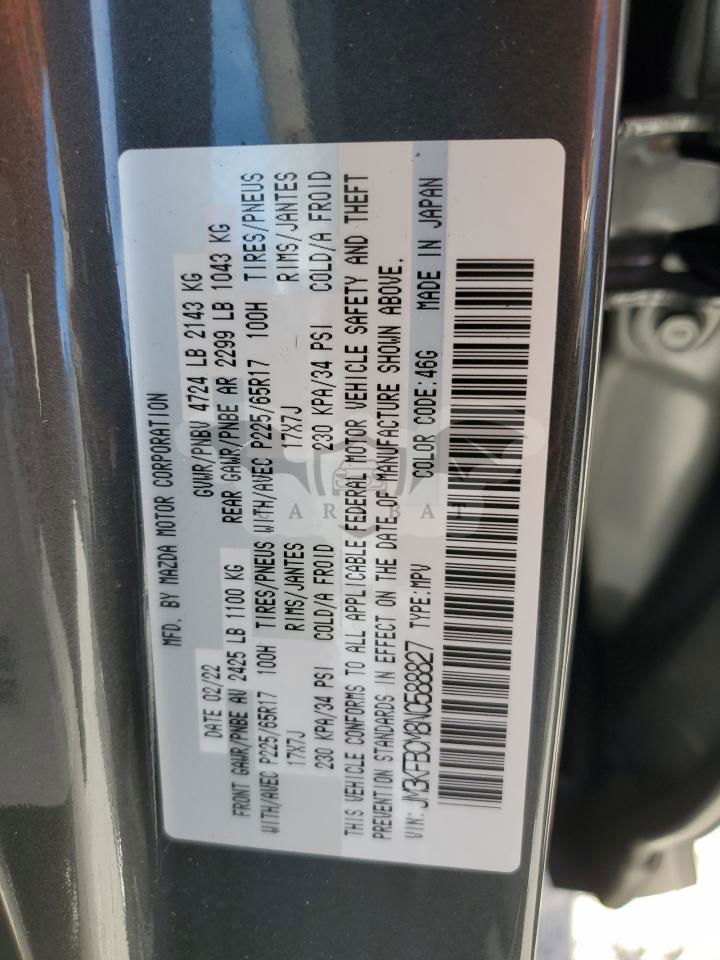 MFD. BY MAZDA MOTOR CORPORATION
DATE 02/22 GVWR/PNBV 4724 LB 2143 KG
FRONT GAWR/PNBE AV 2425 LB 1100 KG REAR GAWR/PNBE AR 2299 LB 1043 KG
WITH/AVEC P225/65R17 100H TIRES/PNEUS WITH/AVEC P225/65R17 100H TIRES/PNEUS
17X7J RIMS/JANTES 17X7J RIMS/JANTES
230 KPA/34 PSI COLD/A FROID 230 KPA/34 PSI COLD/A FROID
THIS VEHICLE CONFORMS TO ALL APPLICABLE FEDERAL MOTOR VEHICLE SAFETY AND THEFT
PREVENTION STANDARDS IN EFFECT ON THE DATE OF MANUFACTURE SHOWN ABOVE.
VIN: JM3KFBCM8N0588827 TYPE:MPV COLOR CODE:46G MADE IN JAPAN